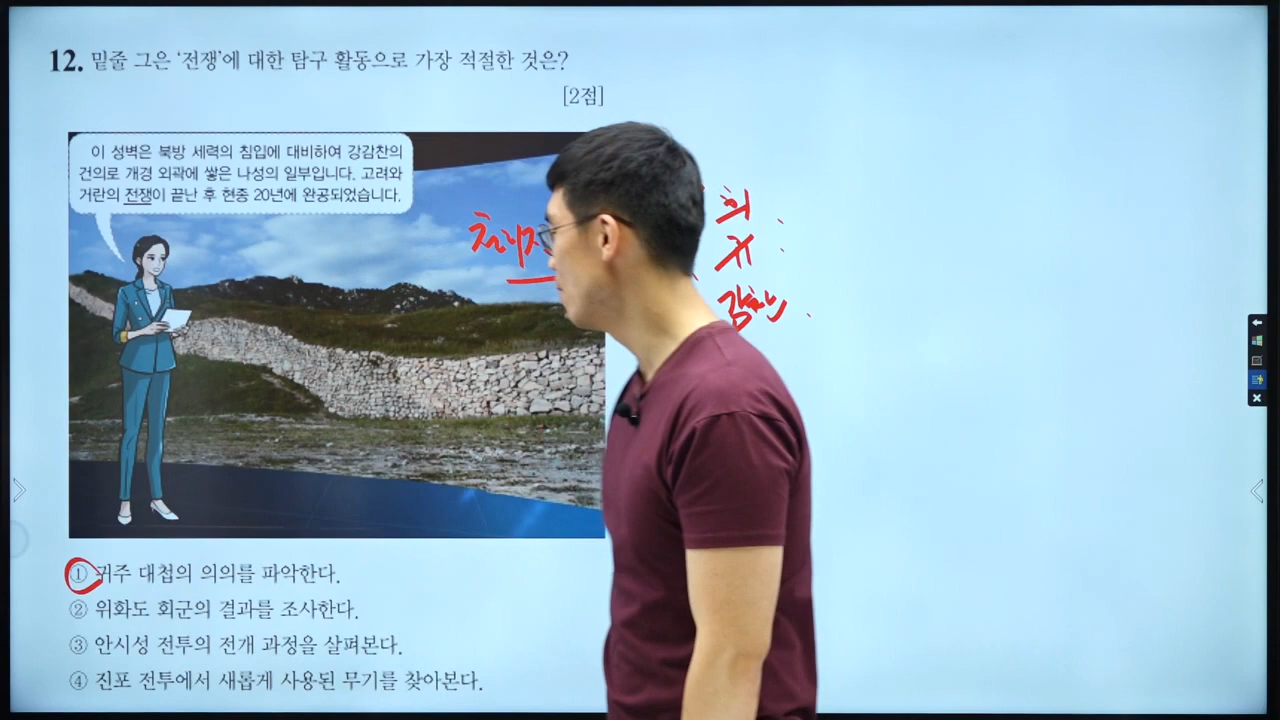 12. 밑줄 그은 ‘전쟁’에 대한 탐구 활동으로 가장 적절한 것은?
[2점]
이 성벽은 북방 세력의 침입에 대비하여 강감찬의
건의로 개경 외곽에 쌓은 나성의 일부입니다. 고려와
거란의 전쟁이 끝난 후 현종 20년에 완공되었습니다.
희
귀
감찬
① 귀주 대첩의 의의를 파악한다.
② 위화도 회군의 결과를 조사한다.
③ 안시성 전투의 전개 과정을 살펴본다.
④ 진포 전투에서 새롭게 사용된 무기를 찾아본다.